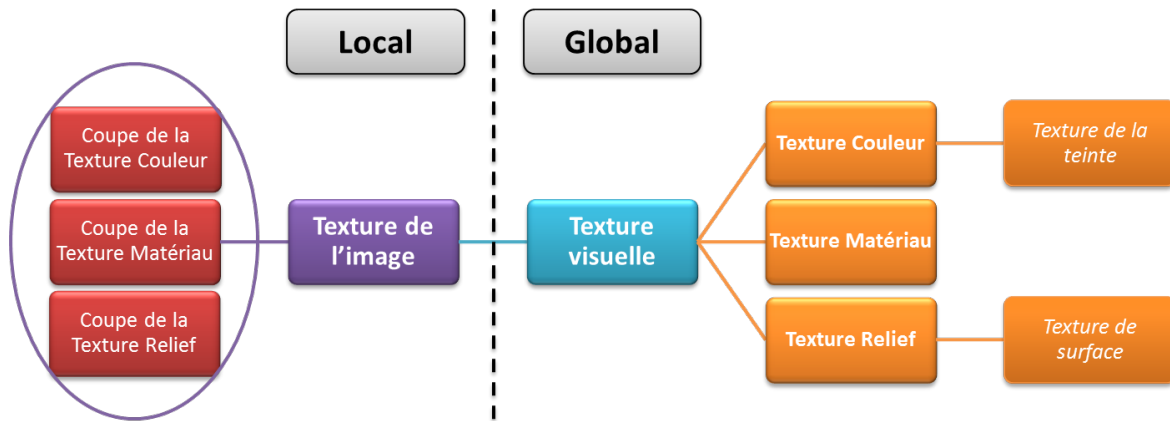 Local
Global
Coupe de la
Texture Couleur
Coupe de la
Texture Matériau
Coupe de la
Texture Relief
Texture de
l’image
Texture
visuelle
Texture Couleur
Texture Matériau
Texture Relief
Texture de la
teinte
Texture de
surface